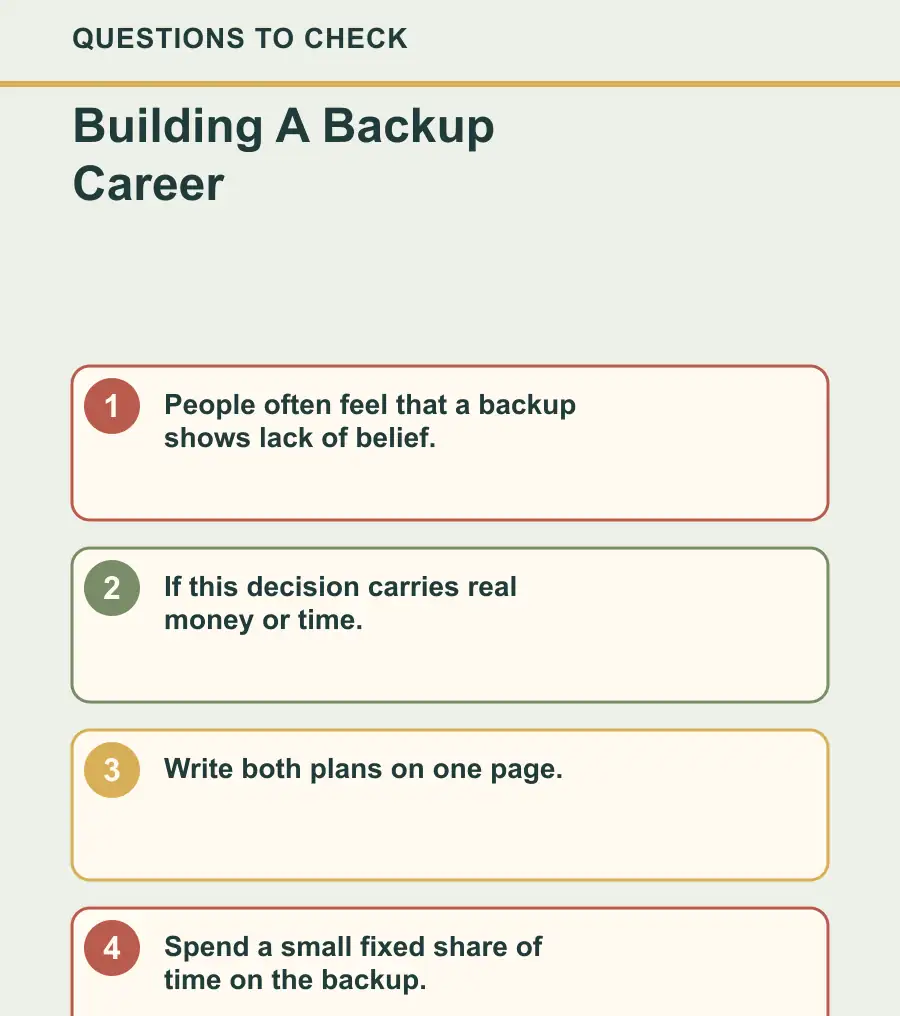 QUESTIONS TO CHECK
Building A Backup
Career
1
People often feel that a backup
shows lack of belief.
2
If this decision carries real
money or time.
3
Write both plans on one page.
4
Spend a small fixed share of
time on the backup.